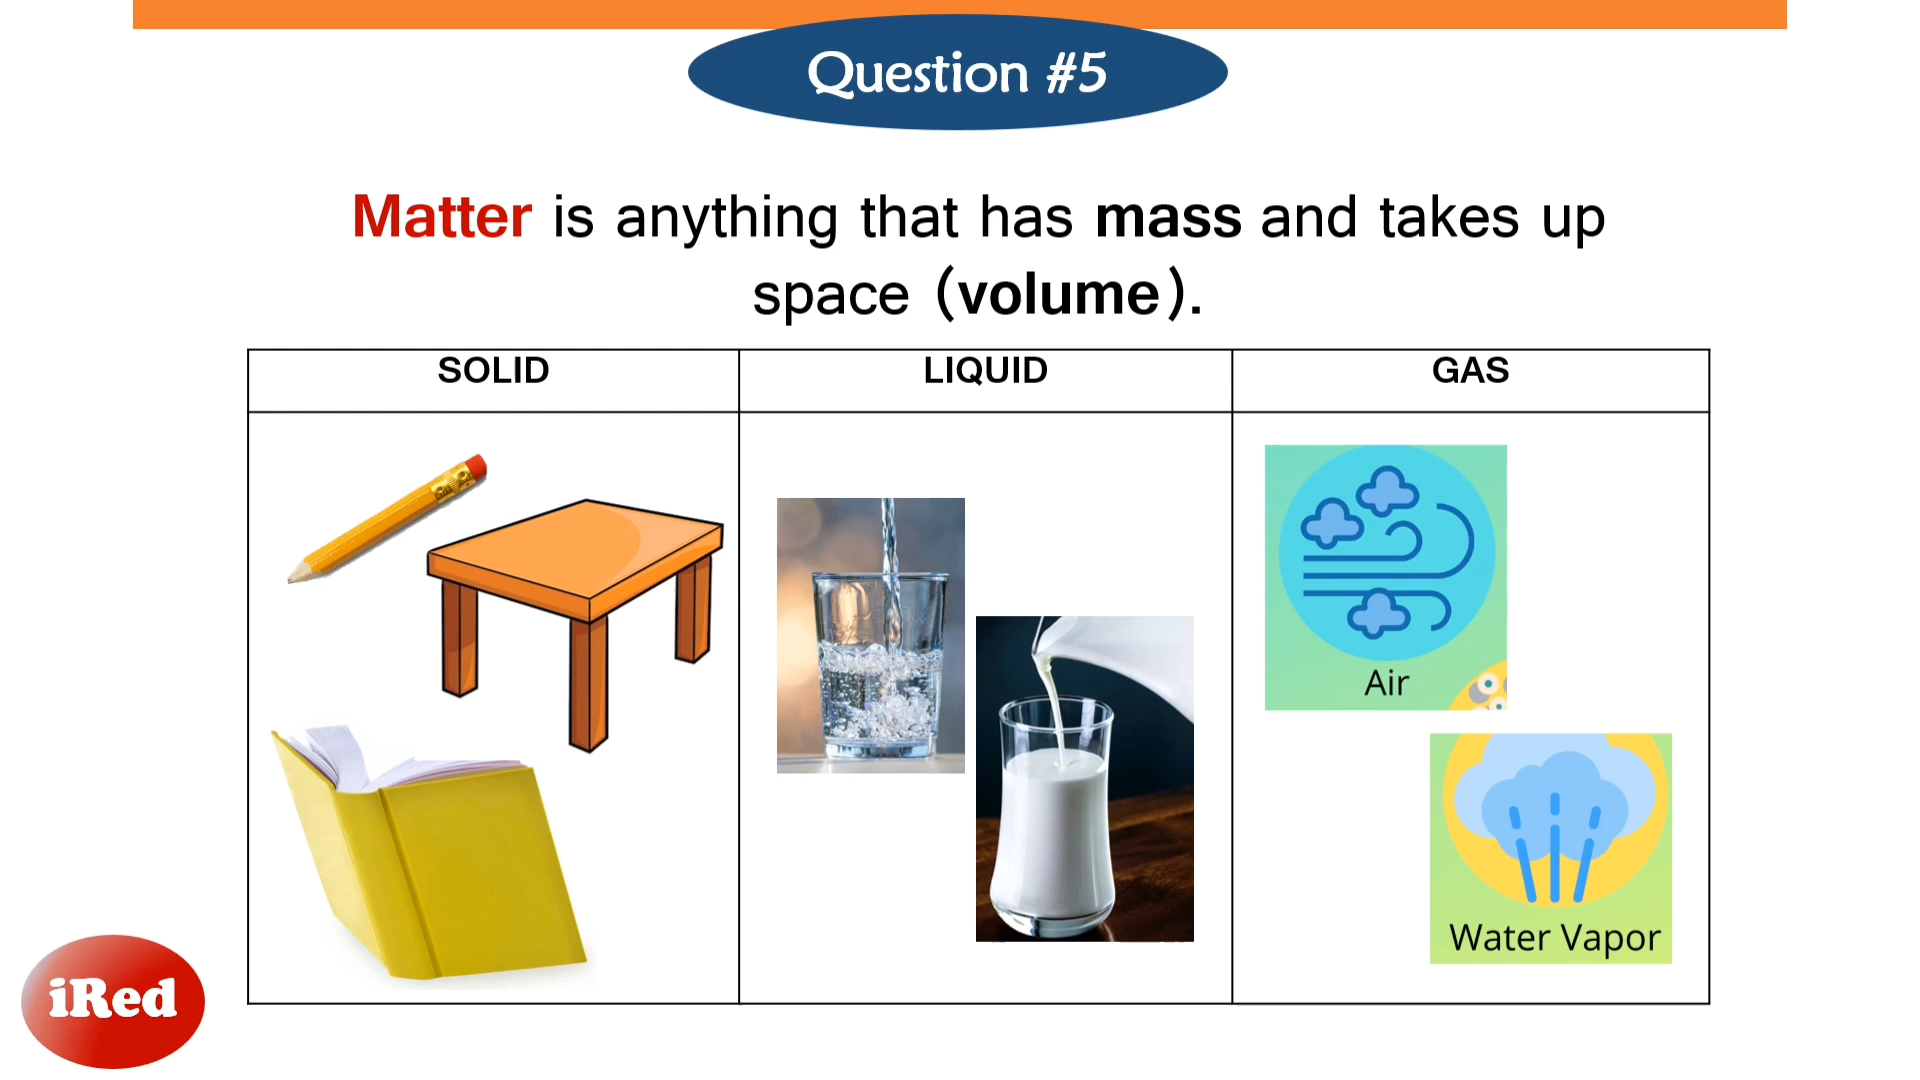 Question #5
Matter is anything that has mass and takes up
space (volume).
SOLID
LIQUID
GAS
Air
Water Vapor
iRed